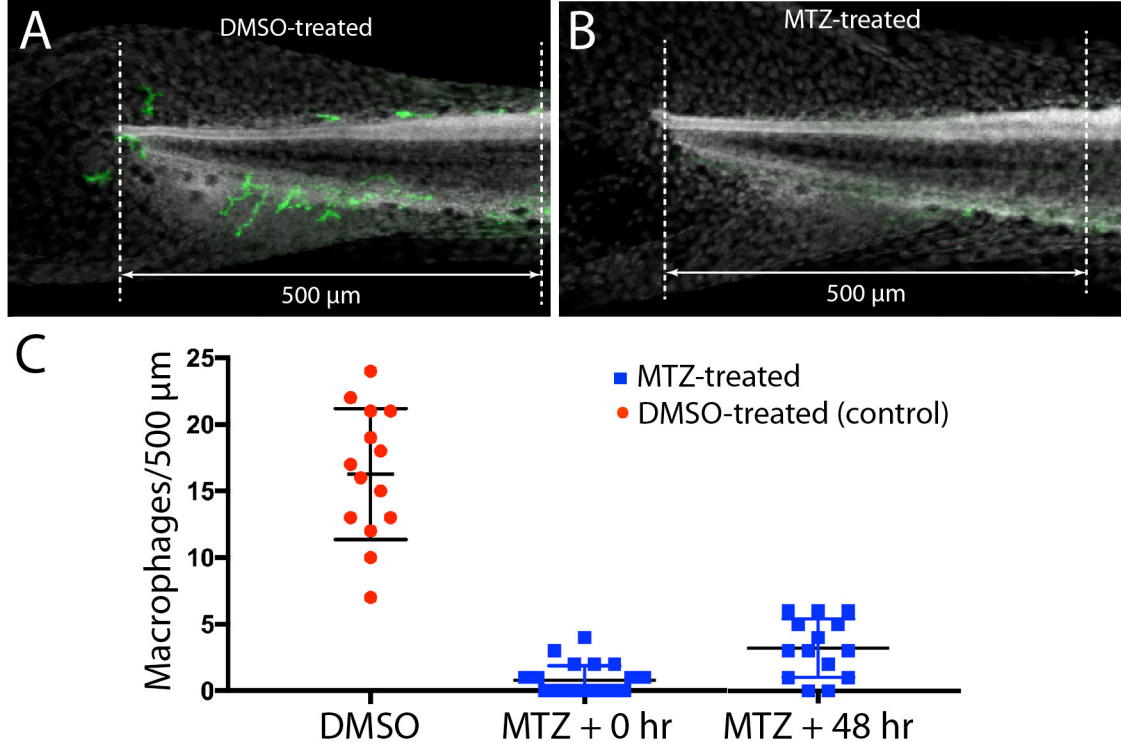 A
DMSO-treated
500 µm
B
MTZ-treated
500 µm
C
Macrophages/500 µm
25
20
15
10
5
0
MTZ-treated
DMSO-treated (control)
DMSO
MTZ + 0 hr
MTZ + 48 hr